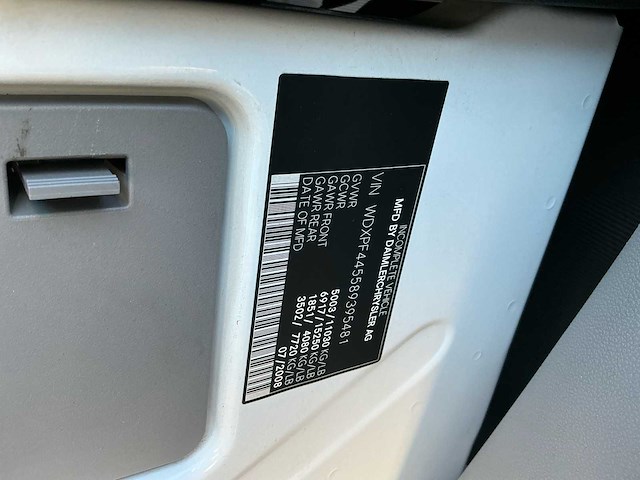 INCOMPLETE VEHICLE
MFD BY DAIMLERCHRYSLER AG
VIN WDXPF445589395481
GVWR 5003/11030 KG/LB
GCWR 6917/15250 KG/LB
GAWR FRONT 1851/ 4080 KG/LB
GAWR REAR 3502/ 7720 KG/LB
DATE OF MFD 07/2008